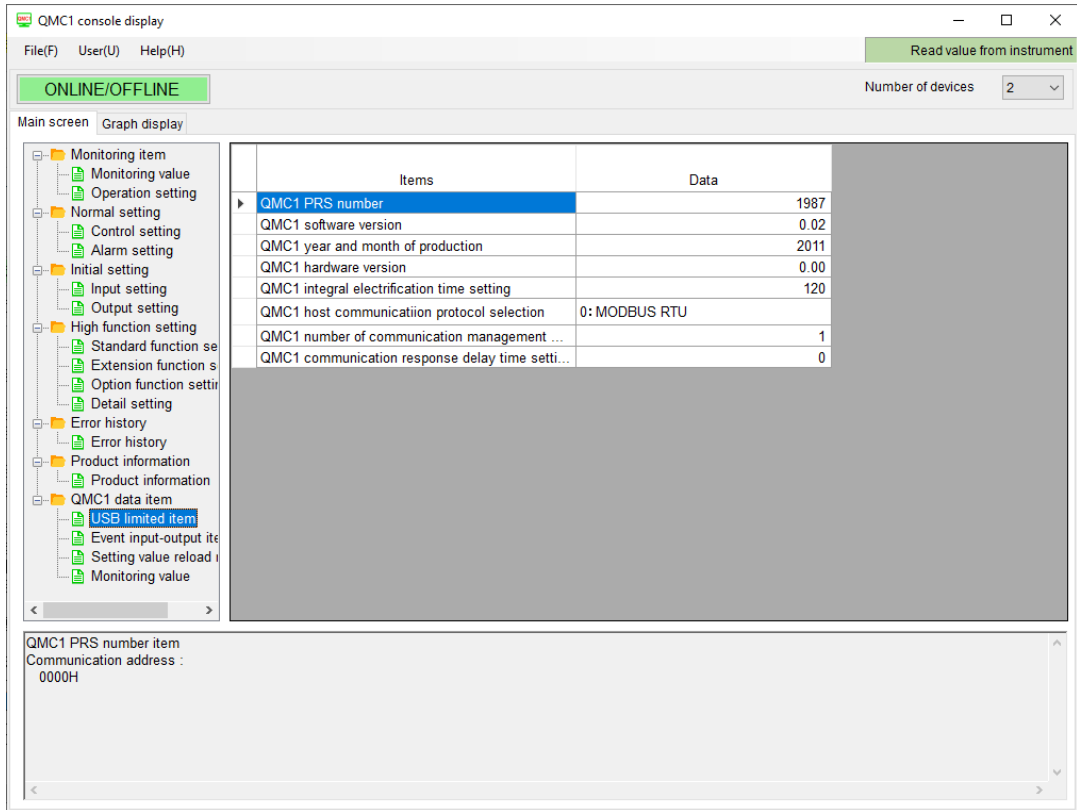 QMC1 console display
File(F) User(U) Help(H)
Read value from instrument
ONLINE/OFFLINE
Number of devices 2
Main screen Graph display
Monitoring item
Monitoring value
Operation setting
Normal setting
Control setting
Alarm setting
Initial setting
Input setting
Output setting
High function setting
Standard function se
Extension function s
Option function settin
Detail setting
Error history
Error history
Product information
Product information
QMC1 data item
USB limited item
Event input-output ite
Setting value reload
Monitoring value
Items Data
QMC1 PRS number 1987
QMC1 software version 0.02
QMC1 year and month of production 2011
QMC1 hardware version 0.00
QMC1 integral electrification time setting 120
QMC1 host communicatiion protocol selection 0: MODBUS RTU
QMC1 number of communication management ... 1
QMC1 communication response delay time setti... 0
QMC1 PRS number item
Communication address :
0000H